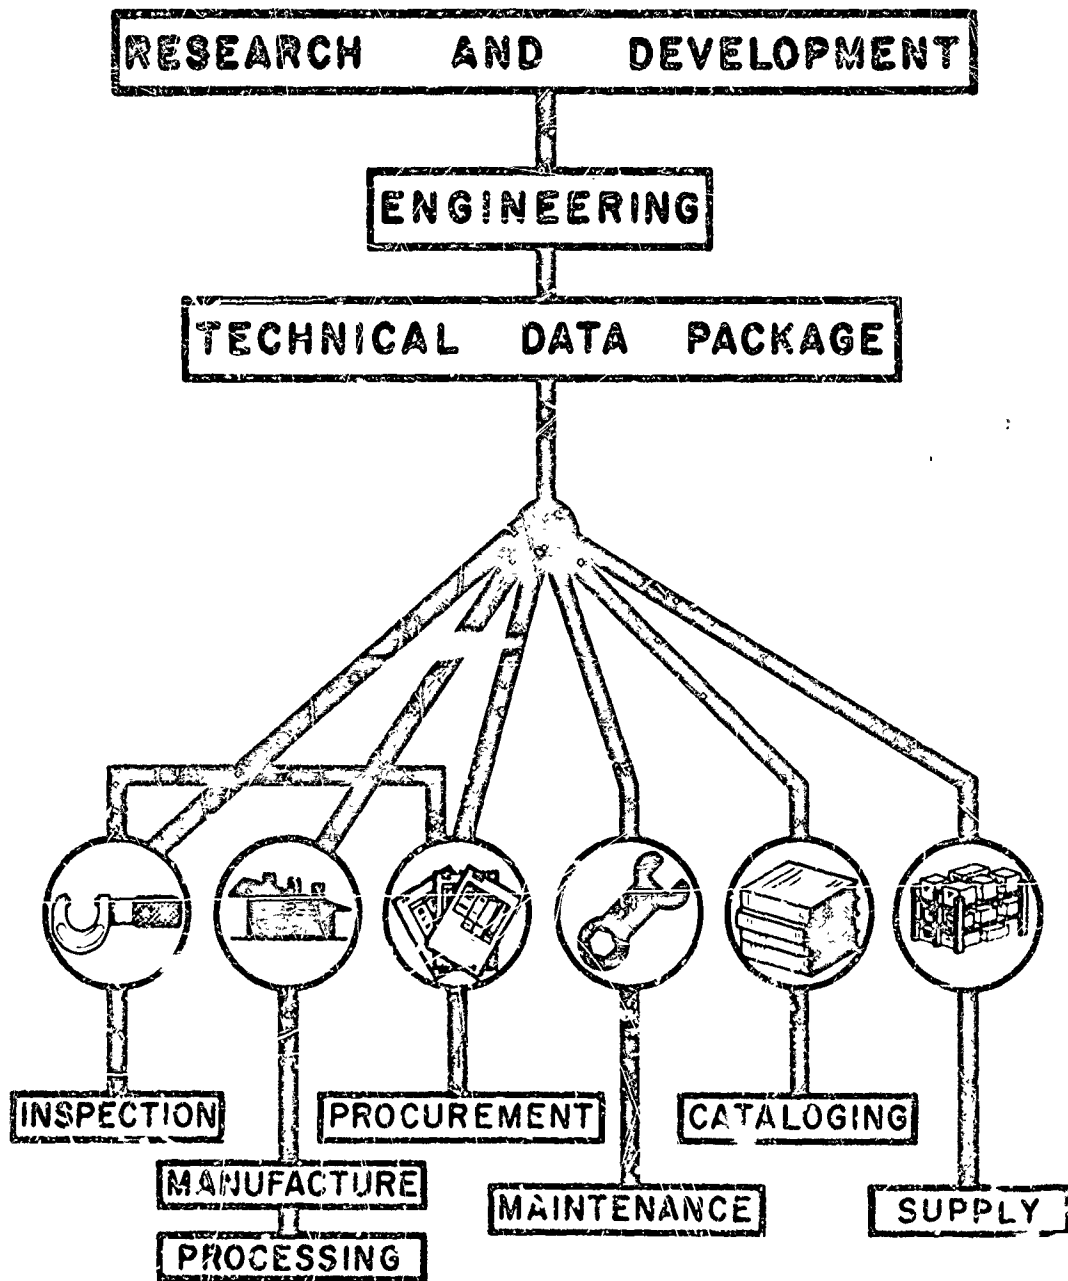 RESEARCH AND DEVELOPMENT
ENGINEERING
TECHNICAL DATA PACKAGE
INSPECTION
PROCUREMENT
CATALOGING
MANUFACTURE
MAINTENANCE
SUPPLY
PROCESSING